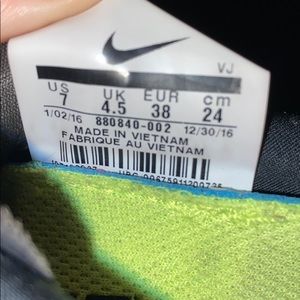 VJ
US UK EUR cm
7 4.5 38 24
1/02/16 880840-002 12/30/16
MADE IN VIETNAM
FABRIQUE AU VIETNAM